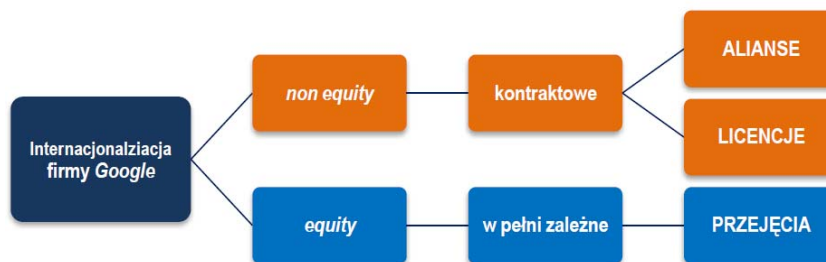 Internacjonalziacja
firmy Google
non equity
kontraktowe
ALIANSE
LICENCJE
equity
w pełni zależne
PRZEJĘCIA